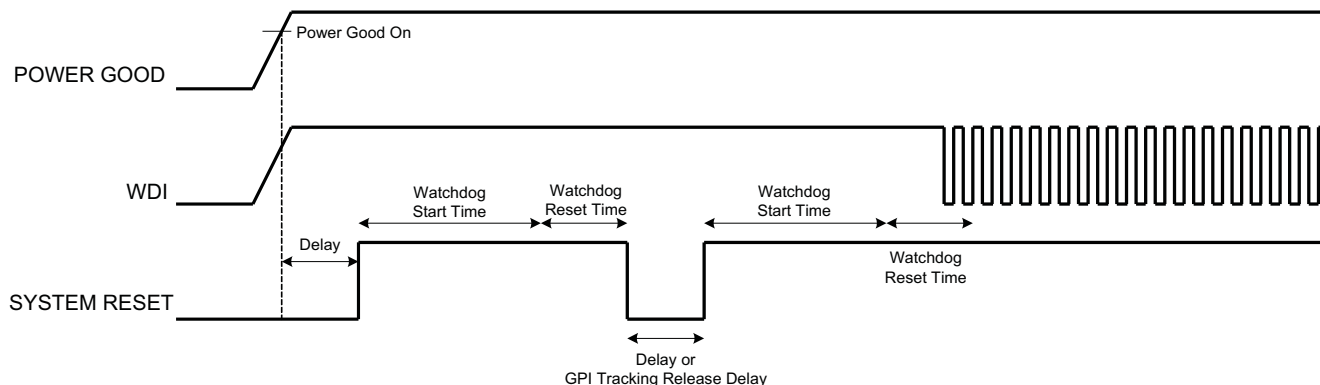 Power Good On
POWER GOOD
WDI
Watchdog
Start Time
Watchdog
Reset Time
Watchdog
Start Time
Delay
Watchdog
Reset Time
SYSTEM RESET
Delay or
GPI Tracking Release Delay